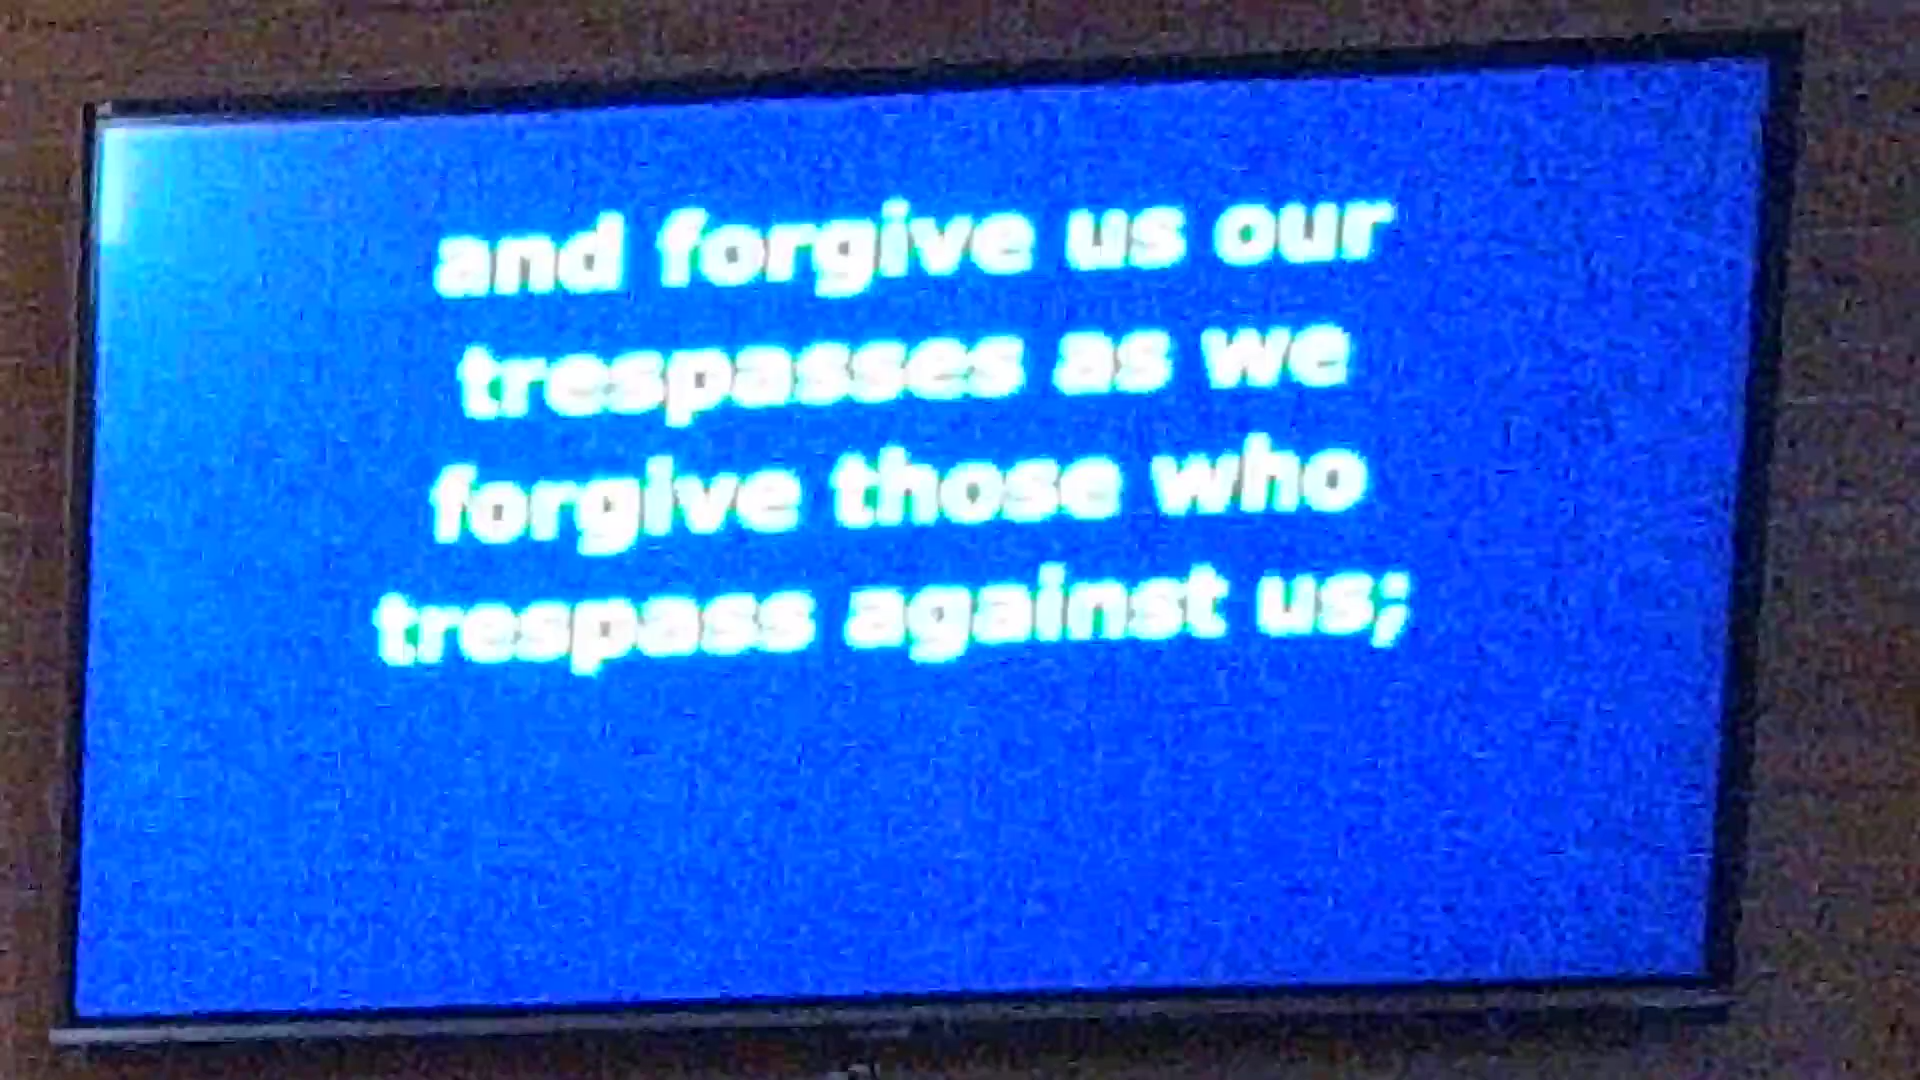 and forgive us our
trespasses as we
forgive those who
trespass against us;